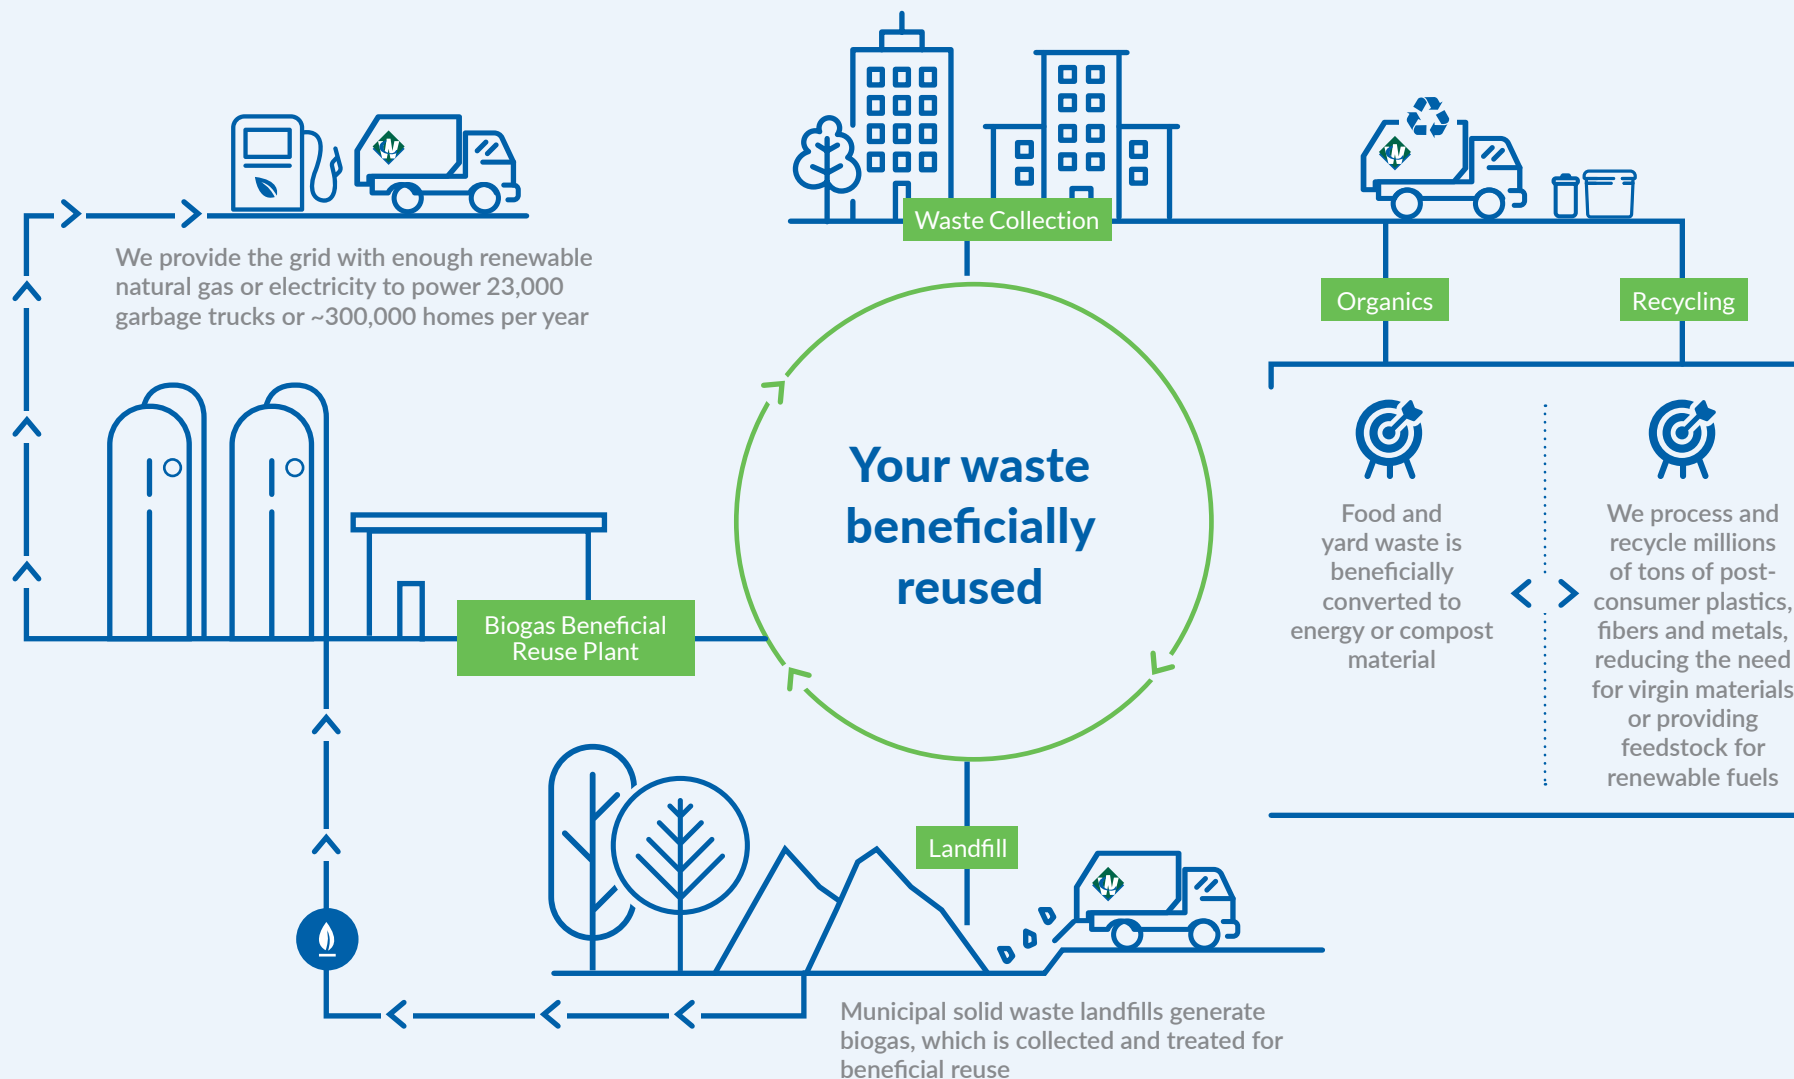 Waste Collection
We provide the grid with enough renewable
natural gas or electricity to power 23,000
garbage trucks or ~300,000 homes per year
Organics
Recycling
Your waste
beneficially
reused
Food and
yard waste is
beneficially
converted to
energy or compost
material
We process and
recycle millions
of tons of post-
consumer plastics,
fibers and metals,
reducing the need
for virgin materials
or providing
feedstock for
renewable fuels
Biogas Beneficial
Reuse Plant
Landfill
Municipal solid waste landfills generate
biogas, which is collected and treated for
beneficial reuse